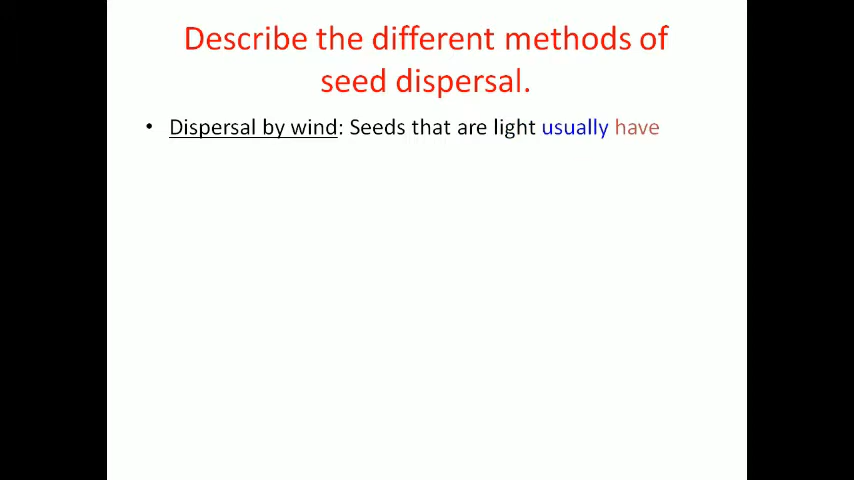 Describe the different methods of
seed dispersal.
• Dispersal by wind: Seeds that are light usually have